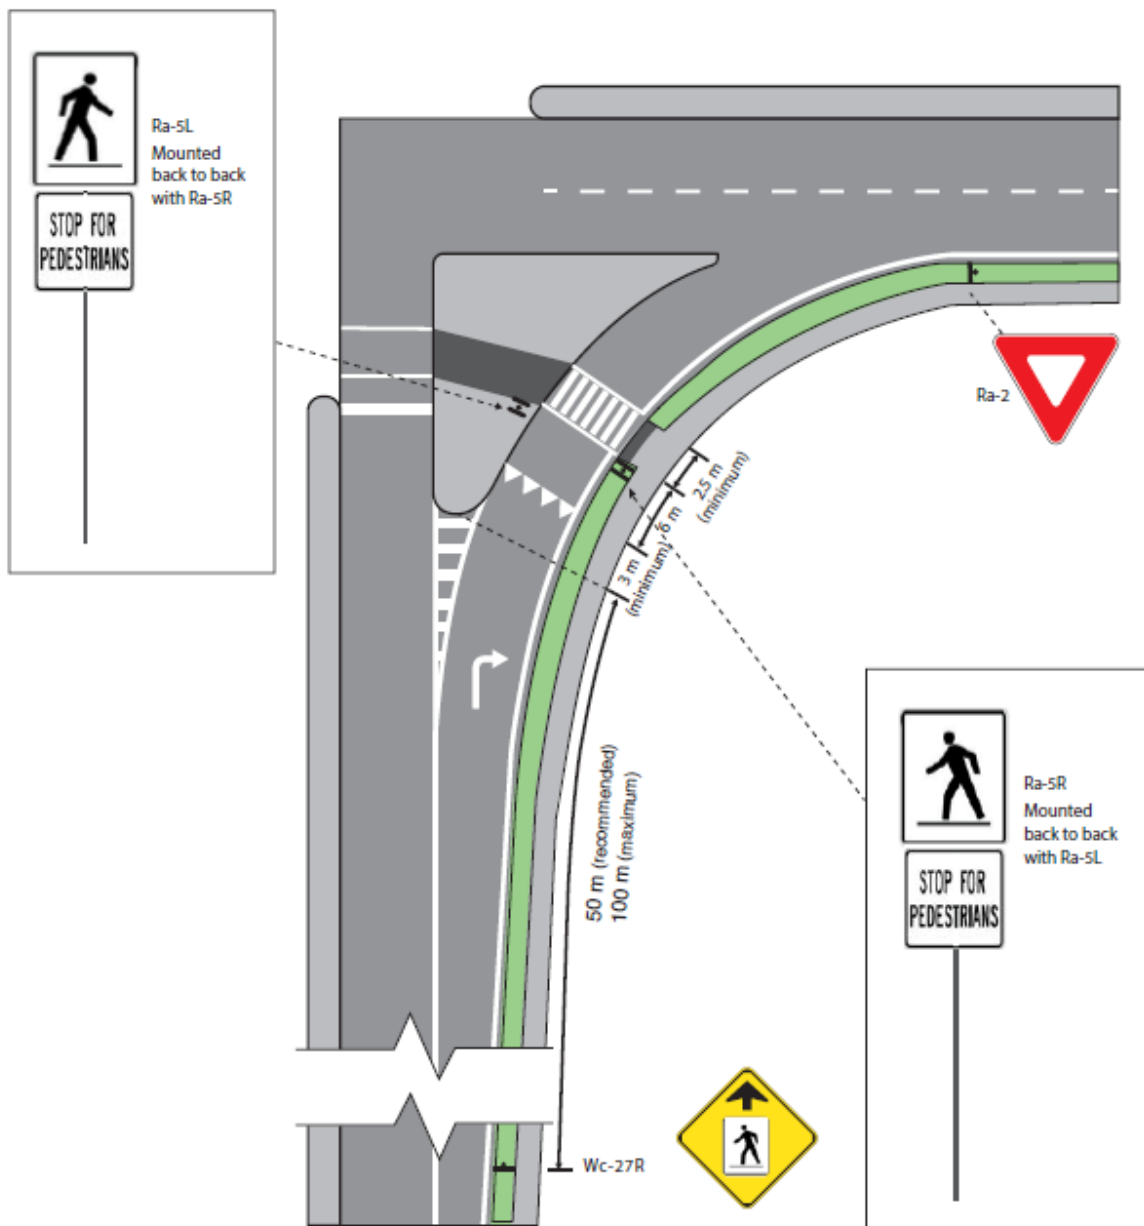 Ra-5L
Mounted
back to back
with Ra-5R
STOP FOR
PEDESTRIANS
Ra-2
2.5 m
(minimum)
6 m
3 m
(minimum)
50 m (recommended)
100 m (maximum)
Ra-5R
Mounted
back to back
with Ra-5L
STOP FOR
PEDESTRIANS
Wc-27R